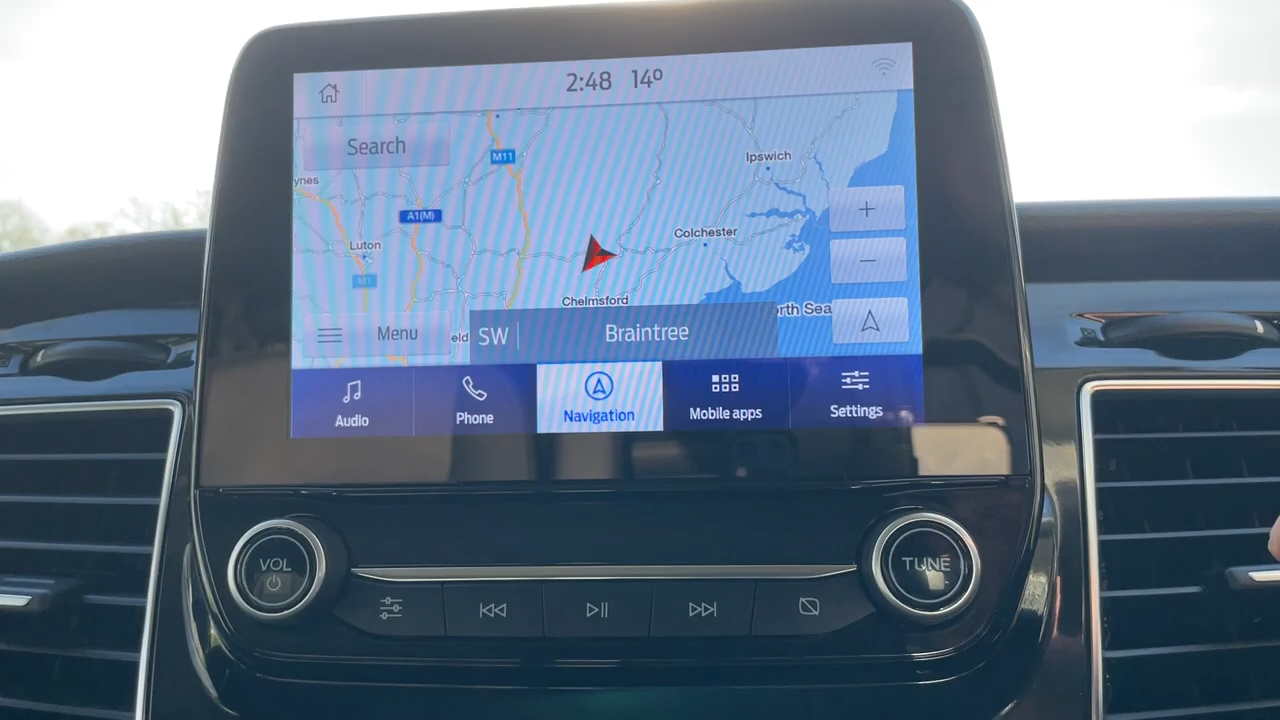 2:48 14º
Search
M11
Ipswich
ynes
A1(M)
Colchester
Luton
M1
Chelmsford
orth Sea
Menu
eld
SW
Braintree
Audio
Phone
Navigation
Mobile apps
Settings
VOL
TUNE